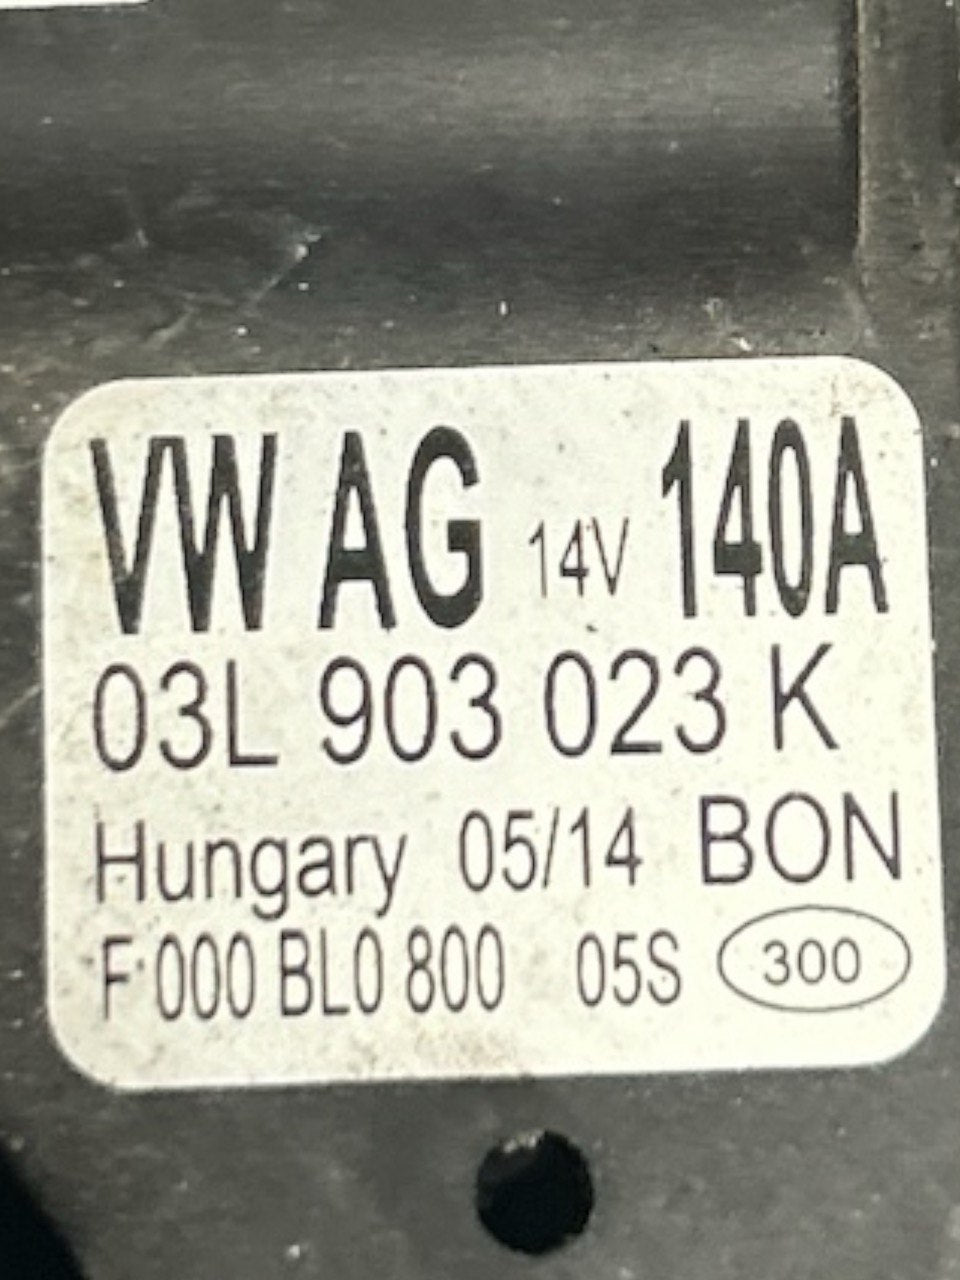 VW AG 14V 140A
03L 903 023 K
Hungary 05/14 BON
F 000 BL0 800 05S 300